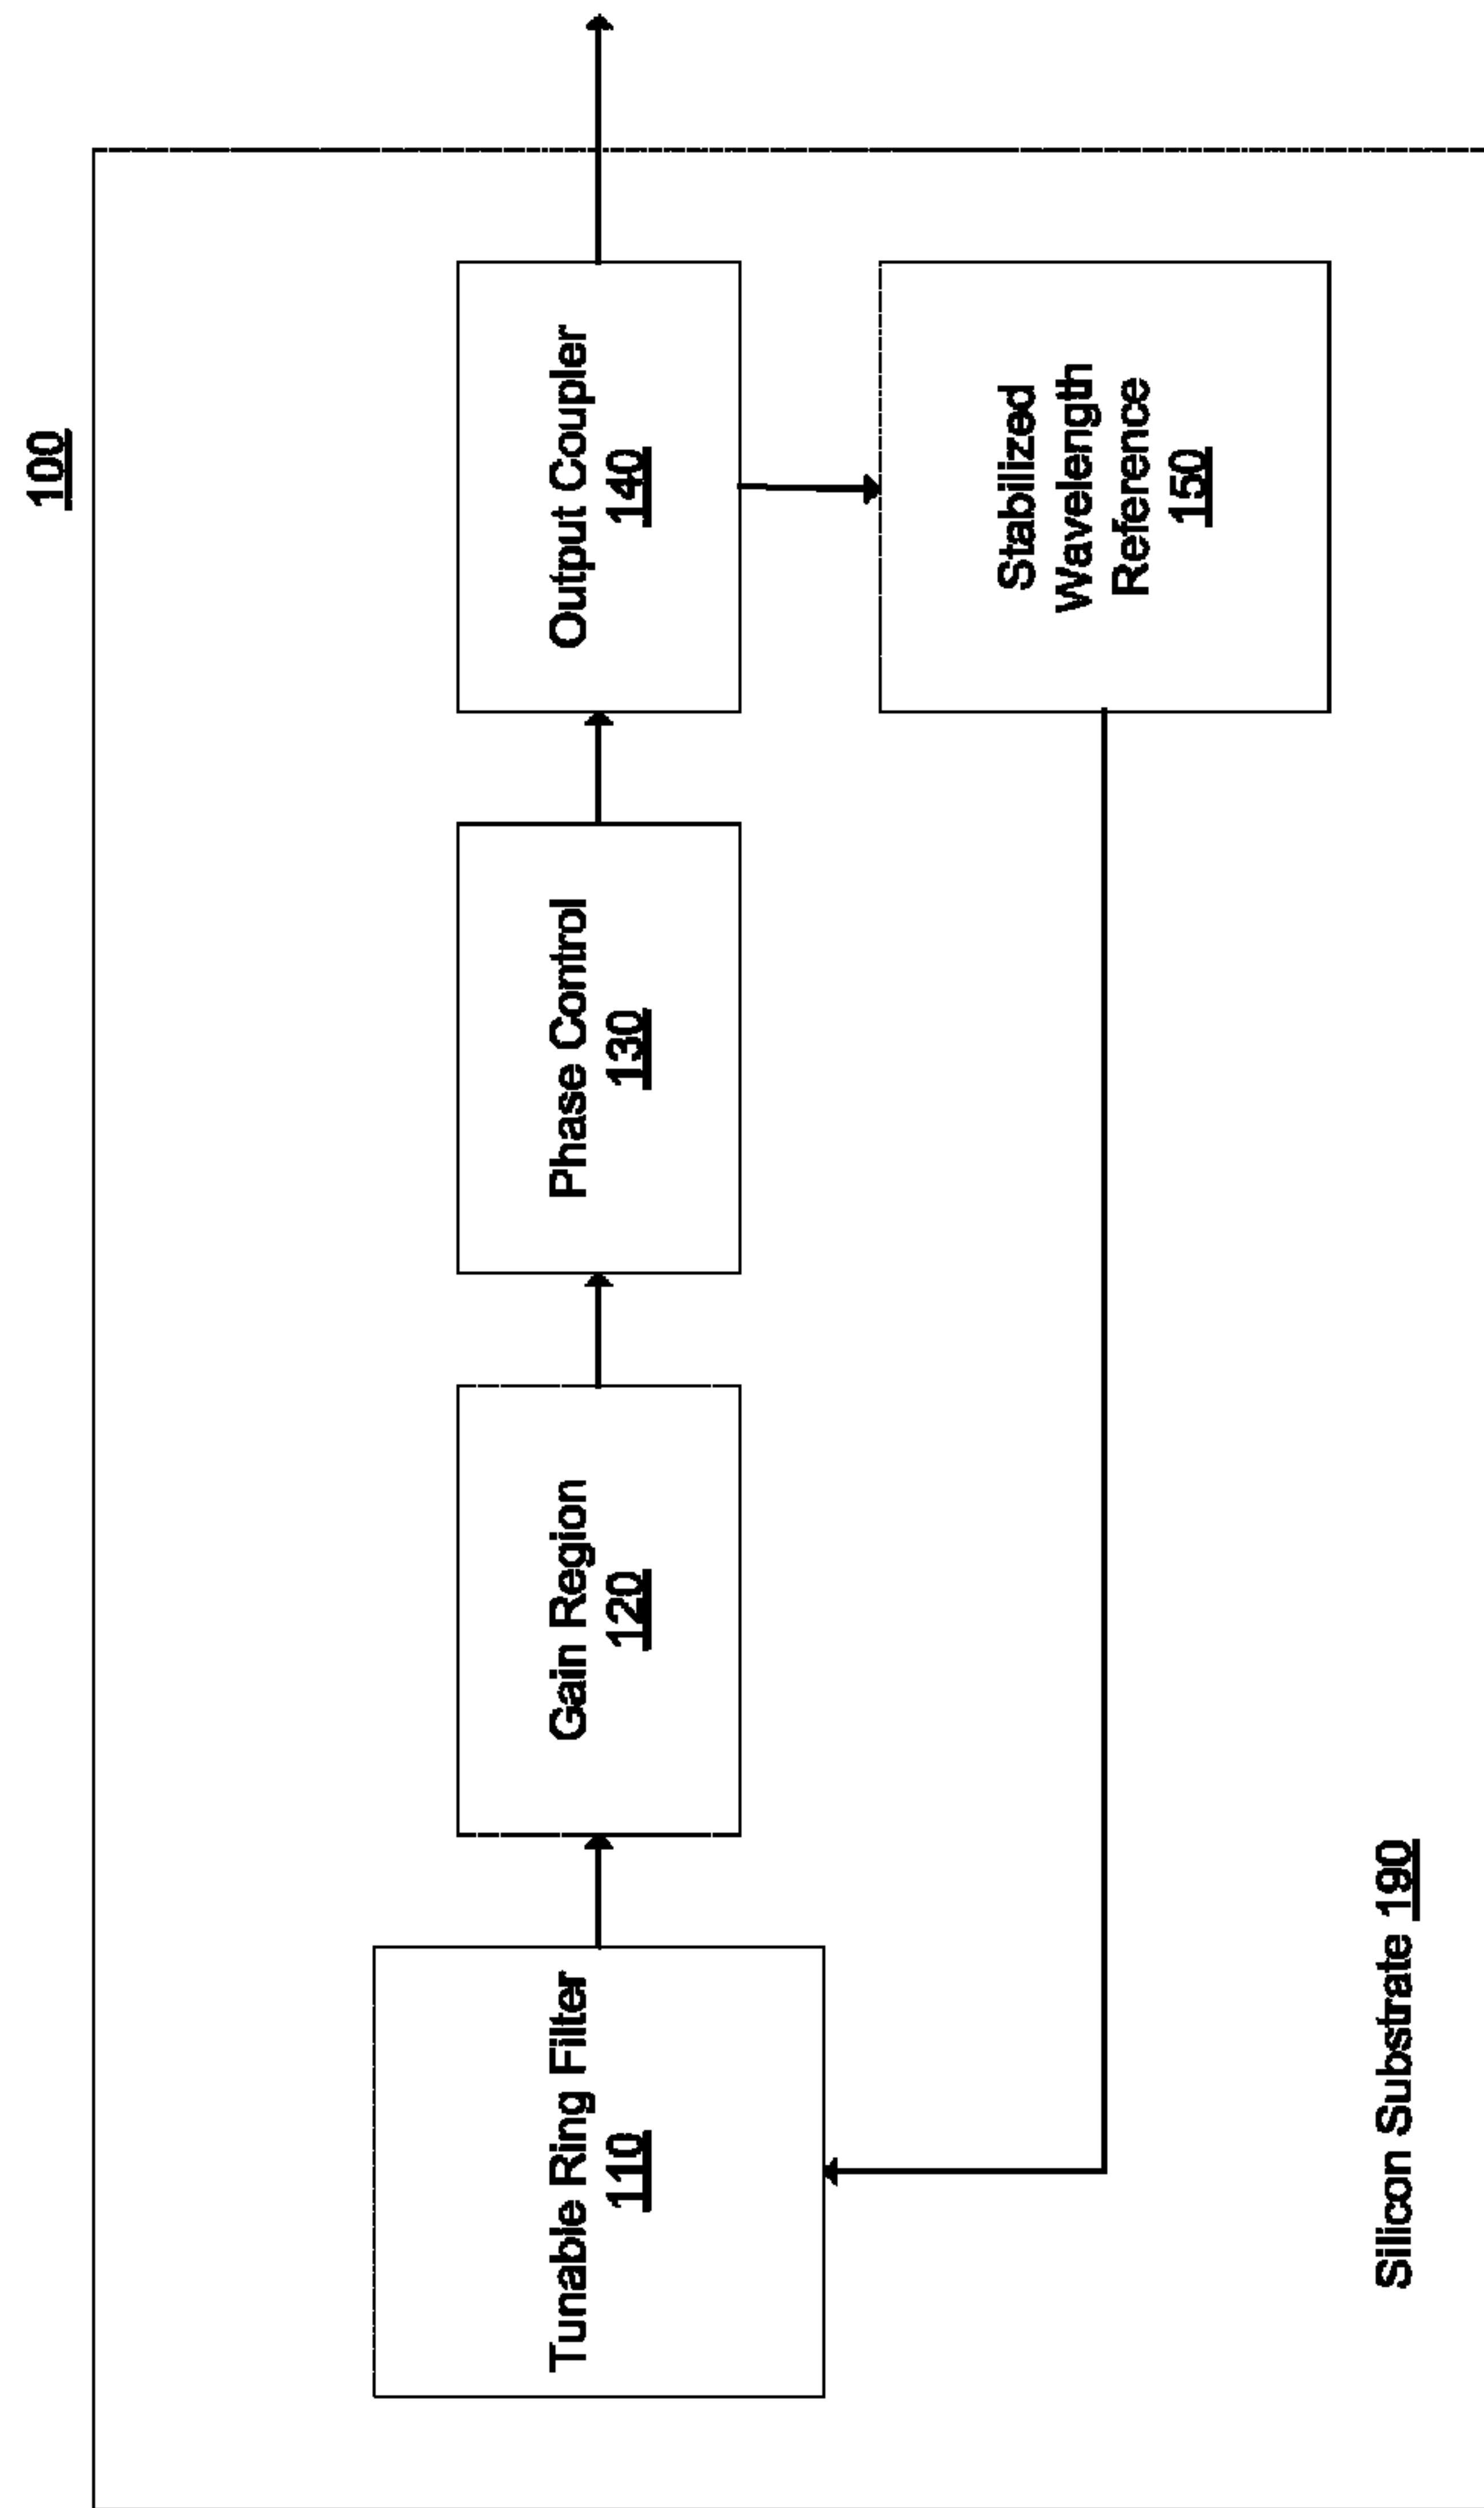 100
Tunable Ring Filter
110
Gain Region
120
Phase Control
130
Output Coupler
140
Stabilized
Wavelength
Reference
150
Silicon Substrate 190